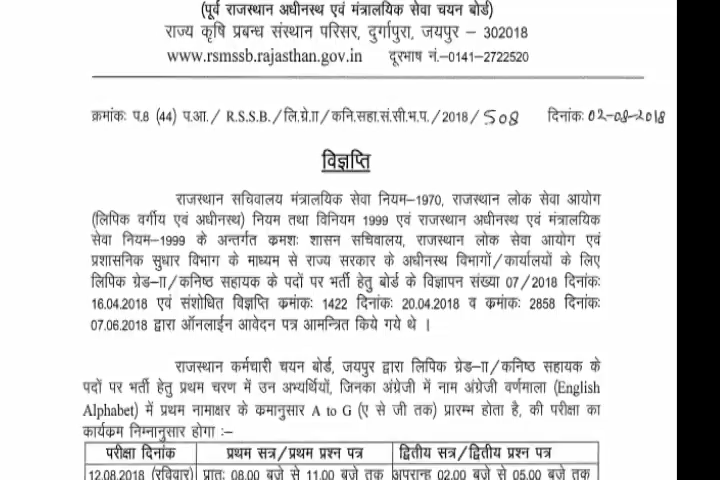 (पूर्व राजस्थान अधीनस्थ एवं मंत्रालयिक सेवा चयन बोर्ड)
राज्य कृषि प्रबन्ध संस्थान परिसर, दुर्गापुरा, जयपुर – 302018
www.rsmssb.rajasthan.gov.in दूरभाष नं.–0141–2722520
क्रमांकः प.8 (44) प.आ./ R.S.S.B./लि.ग्रे.II/कनि.सहा.सं.सी.भ.प./2018/508 दिनांकः 02-08-2018
विज्ञप्ति
राजस्थान सचिवालय मंत्रालयिक सेवा नियम–1970, राजस्थान लोक सेवा आयोग
(लिपिक वर्गीय एवं अधीनस्थ) नियम तथा विनियम 1999 एवं राजस्थान अधीनस्थ एवं मंत्रालयिक
सेवा नियम–1999 के अन्तर्गत क्रमशः शासन सचिवालय, राजस्थान लोक सेवा आयोग एवं
प्रशासनिक सुधार विभाग के माध्यम से राज्य सरकार के अधीनस्थ विभागों/कार्यालयों के लिए
लिपिक ग्रेड–II/कनिष्ठ सहायक के पदों पर भर्ती हेतु बोर्ड के विज्ञापन संख्या 07/2018 दिनांकः
16.04.2018 एवं संशोधित विज्ञप्ति क्रमांकः 1422 दिनांकः 20.04.2018 व क्रमांकः 2858 दिनांकः
07.06.2018 द्वारा ऑनलाईन आवेदन पत्र आमन्त्रित किये गये थे ।
राजस्थान कर्मचारी चयन बोर्ड, जयपुर द्वारा लिपिक ग्रेड–II/कनिष्ठ सहायक के
पदों पर भर्ती हेतु प्रथम चरण में उन अभ्यर्थियों, जिनका अंग्रेजी में नाम अंग्रेजी वर्णमाला (English
Alphabet) में प्रथम नामाक्षर के क्रमानुसार A to G (ए से जी तक) प्रारम्भ होता है, की परीक्षा का
कार्यक्रम निम्नानुसार होगा :–
परीक्षा दिनांक प्रथम सत्र/प्रथम प्रश्न पत्र द्वितीय सत्र/द्वितीय प्रश्न पत्र
12.08.2018 (रविवार) प्रातः 08.00 बजे से 11.00 बजे तक अपरान्ह 02.00 बजे से 05.00 बजे तक